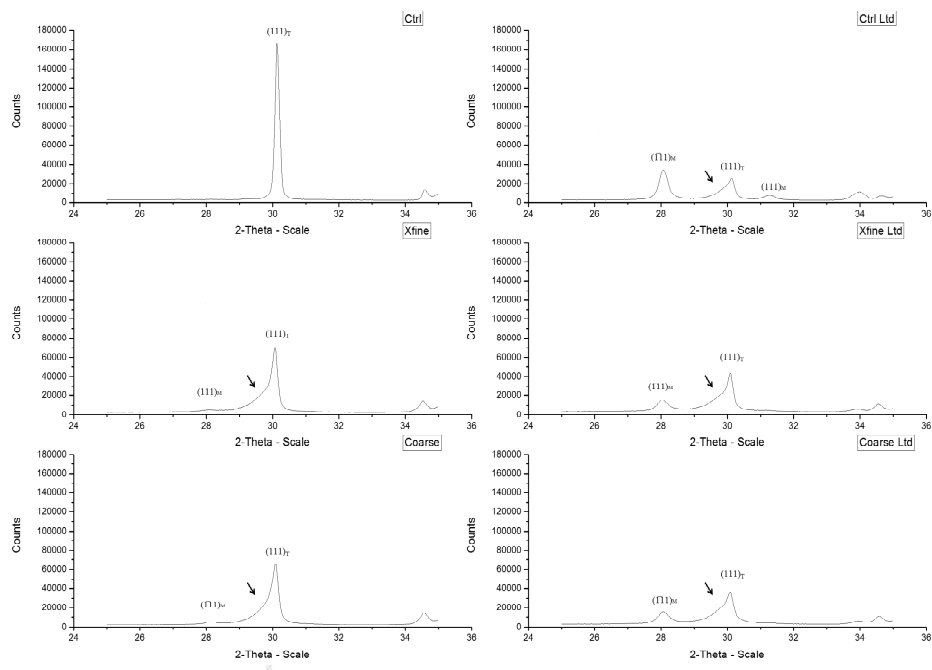 Ctrl
(111)T
180000
160000
140000
120000
100000
80000
60000
40000
20000
0
Counts
24 26 28 30 32 34 36
2-Theta - Scale
Ctrl Ltd
180000
160000
140000
120000
100000
80000
60000
40000
20000
0
Counts
(1̄11)M
(111)T
(111)M
24 26 28 30 32 34 36
2-Theta - Scale
Xfine
180000
160000
140000
120000
100000
80000
60000
40000
20000
0
Counts
(111)M
(111)T
24 26 28 30 32 34 36
2-Theta - Scale
Xfine Ltd
180000
160000
140000
120000
100000
80000
60000
40000
20000
0
Counts
(111)M
(111)T
24 26 28 30 32 34 36
2-Theta - Scale
Coarse
180000
160000
140000
120000
100000
80000
60000
40000
20000
0
Counts
(1̄11)M
(111)T
24 26 28 30 32 34 36
2-Theta - Scale
Coarse Ltd
180000
160000
140000
120000
100000
80000
60000
40000
20000
0
Counts
(1̄11)M
(111)T
24 26 28 30 32 34 36
2-Theta - Scale